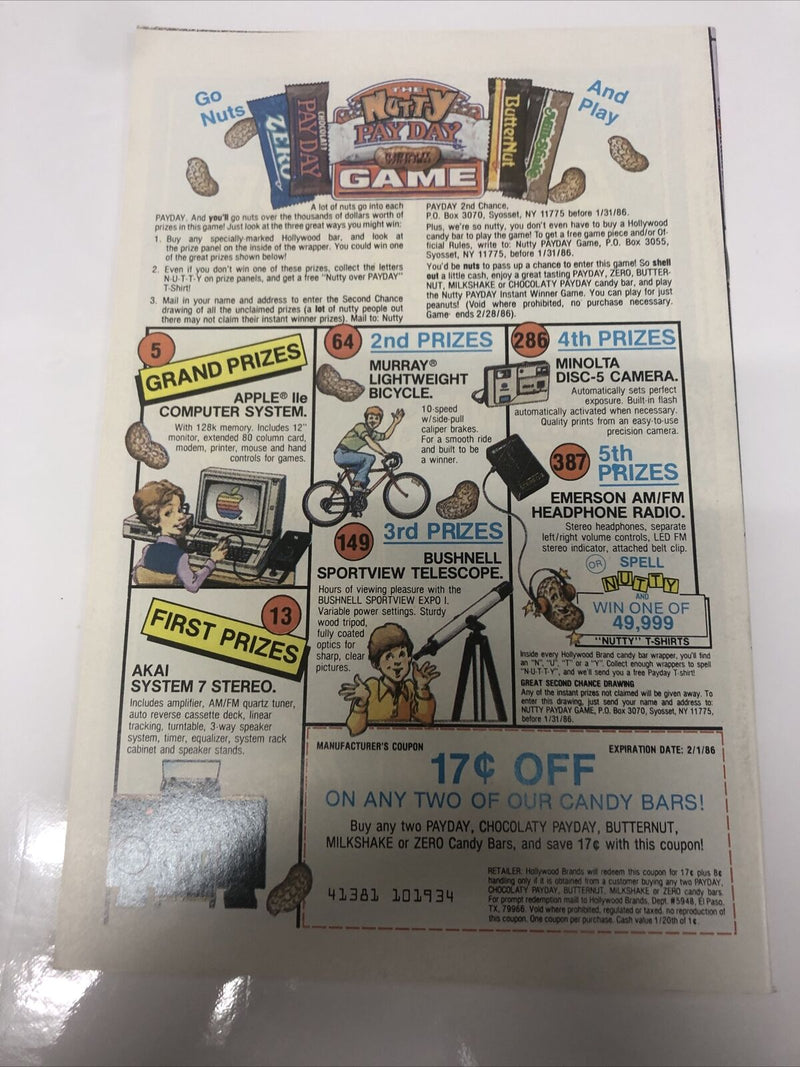 Go
Nuts
And
Play
ZERO
CHOCOLATY
PAY DAY
THE
NUTTY
PAY DAY
INSTANT
WINNER
GAME
ButterNut
Milkshake
A lot of nuts go into each
PAYDAY. And you'll go nuts over the thousands of dollars worth of
prizes in this game! Just look at the three great ways you might win:
1. Buy any specially-marked Hollywood bar, and look at
the prize panel on the inside of the wrapper. You could win one
of the great prizes shown below!
2. Even if you don't win one of these prizes, collect the letters
N-U-T-T-Y on prize panels, and get a free "Nutty over PAYDAY"
T-Shirt!
3. Mail in your name and address to enter the Second Chance
drawing of all the unclaimed prizes (a lot of nutty people out
there may not claim their instant winner prizes). Mail to: Nutty
PAYDAY 2nd Chance,
P.O. Box 3070, Syosset, NY 11775 before 1/31/86.
Plus, we're so nutty, you don't even have to buy a Hollywood
candy bar to play the game! To get a free game piece and/or Of-
ficial Rules, write to: Nutty PAYDAY Game, P.O. Box 3055,
Syosset, NY 11775, before 1/31/86.
You'd be nuts to pass up a chance to enter this game! So shell
out a little cash, enjoy a great tasting PAYDAY, ZERO, BUTTER-
NUT, MILKSHAKE or CHOCOLATY PAYDAY candy bar, and play
the Nutty PAYDAY Instant Winner Game. You can play for just
peanuts! (Void where prohibited, no purchase necessary.
Game ends 2/28/86).
5
GRAND PRIZES
APPLE® IIe
COMPUTER SYSTEM.
With 128k memory. Includes 12"
monitor, extended 80 column card,
modem, printer, mouse and hand
controls for games.
13
FIRST PRIZES
AKAI
SYSTEM 7 STEREO.
Includes amplifier, AM/FM quartz tuner,
auto reverse cassette deck, linear
tracking, turntable, 3-way speaker
system, timer, equalizer, system rack
cabinet and speaker stands.
64
2nd PRIZES
MURRAY®
LIGHTWEIGHT
BICYCLE.
10-speed
w/side-pull
caliper brakes.
For a smooth ride
and built to be
a winner.
149
3rd PRIZES
BUSHNELL
SPORTVIEW TELESCOPE.
Hours of viewing pleasure with the
BUSHNELL SPORTVIEW EXPO I.
Variable power settings. Sturdy
wood tripod,
fully coated
optics for
sharp, clear
pictures.
286
4th PRIZES
MINOLTA
DISC-5 CAMERA.
Automatically sets perfect
exposure. Built-in flash
automatically activated when necessary.
Quality prints from an easy-to-use
precision camera.
387
5th
PRIZES
EMERSON AM/FM
HEADPHONE RADIO.
Stereo headphones, separate
left/right volume controls, LED FM
stereo indicator, attached belt clip.
OR SPELL
NUTTY
AND
WIN ONE OF
49,999
"NUTTY" T-SHIRTS
Inside every Hollywood Brand candy bar wrapper, you'll find
an "N", "U", "T" or a "Y". Collect enough wrappers to spell
"N-U-T-T-Y", and we'll send you a free Payday T-shirt!
GREAT SECOND CHANCE DRAWING
Any of the instant prizes not claimed will be given away. To
enter this drawing, just send your name and address to:
NUTTY PAYDAY GAME, P.O. Box 3070, Syosset, NY 11775,
before 1/31/86.
MANUFACTURER'S COUPON
EXPIRATION DATE: 2/1/86
17¢ OFF
ON ANY TWO OF OUR CANDY BARS!
Buy any two PAYDAY, CHOCOLATY PAYDAY, BUTTERNUT,
MILKSHAKE or ZERO Candy Bars, and save 17¢ with this coupon!
41381 101934
RETAILER: Hollywood Brands will redeem this coupon for 17¢ plus 8¢
handling only if it is obtained from a customer buying any two PAYDAY,
CHOCOLATY PAYDAY, BUTTERNUT, MILKSHAKE or ZERO candy bars.
For prompt redemption mail to Hollywood Brands, Dept. #5948, El Paso,
TX, 79966. Void where prohibited, regulated or taxed, no reproduction of
this coupon. One coupon per purchase. Cash value 1/20th of 1¢.